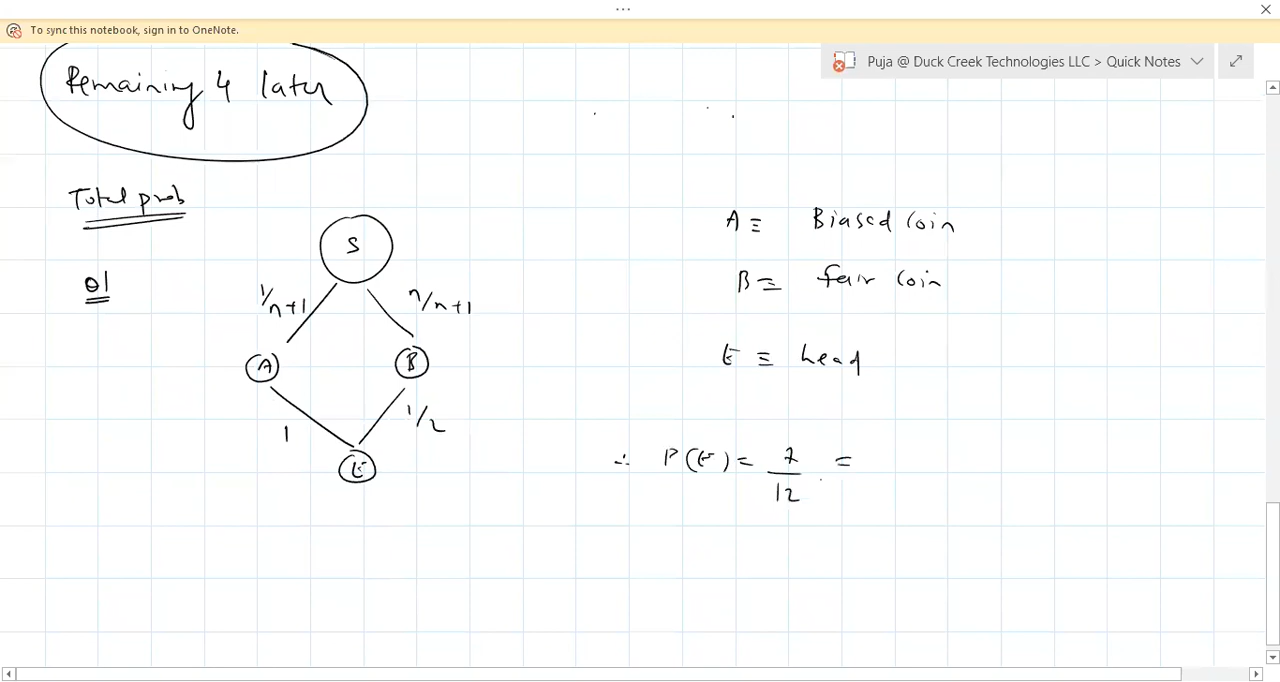 ...
To sync this notebook, sign in to OneNote.
Puja @ Duck Creek Technologies LLC > Quick Notes
Remaining 4 later
Total prob
Q1
S
1/n+1
n/n+1
A
B
1
1/2
E
A ≡ Biased coin
B ≡ fair coin
E ≡ head
∴ P(E) = 7/12 =